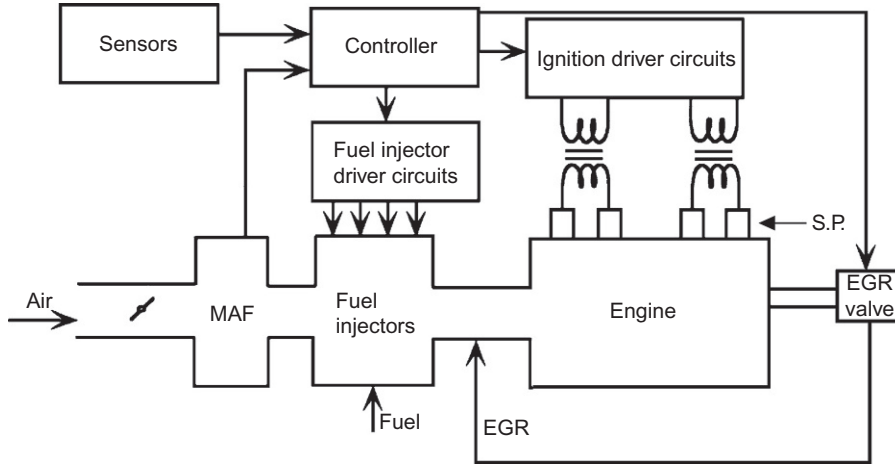 Sensors
Controller
Ignition driver circuits
Fuel injector
driver circuits
S.P.
Air
MAF
Fuel
injectors
Engine
EGR
valve
Fuel
EGR